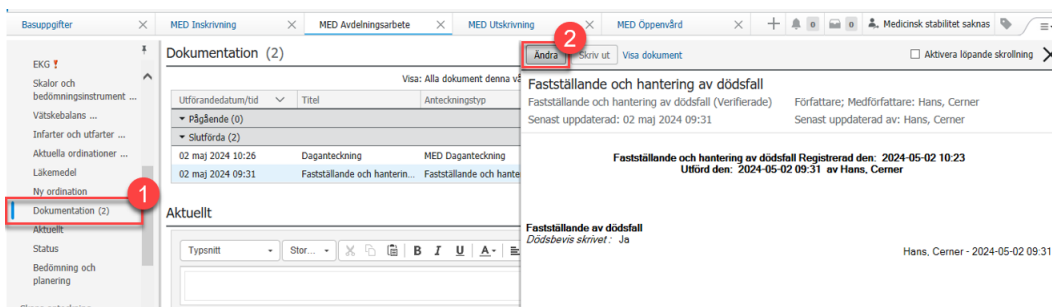 Basuppgifter
MED Inskrivning
MED Avdelningsarbete
MED Utskrivning
MED Öppenvård
0
0
Medicinsk stabilitet saknas
EKG
Skalor och
bedömningsinstrument ...
Vätskebalans ...
Infarter och utfarter ...
Aktuella ordinationer ...
Läkemedel
Ny ordination
1
Dokumentation (2)
Aktuellt
Status
Bedömning och
planering
Dokumentation (2)
Visa: Alla dokument denna vå
Utförandedatum/tid Titel Anteckningstyp
Pågående (0)
Slutförda (2)
02 maj 2024 10:26 Daganteckning MED Daganteckning
02 maj 2024 09:31 Fastställande och hanterin... Fastställande och hante
Aktuellt
Typsnitt Stor... B I U A
2
Ändra Skriv ut Visa dokument Aktivera löpande skrollning
Fastställande och hantering av dödsfall
Fastställande och hantering av dödsfall (Verifierade) Författare; Medförfattare: Hans, Cerner
Senast uppdaterad: 02 maj 2024 09:31 Senast uppdaterad av: Hans, Cerner
Fastställande och hantering av dödsfall Registrerad den: 2024-05-02 10:23
Utförd den: 2024-05-02 09:31 av Hans, Cerner
Fastställande av dödsfall
Dödsbevis skrivet : Ja
Hans, Cerner - 2024-05-02 09:31